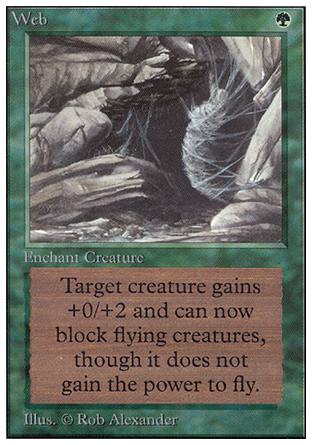 Web
Enchant Creature
Target creature gains
+0/+2 and can now
block flying creatures,
though it does not
gain the power to fly.
Illus. © Rob Alexander